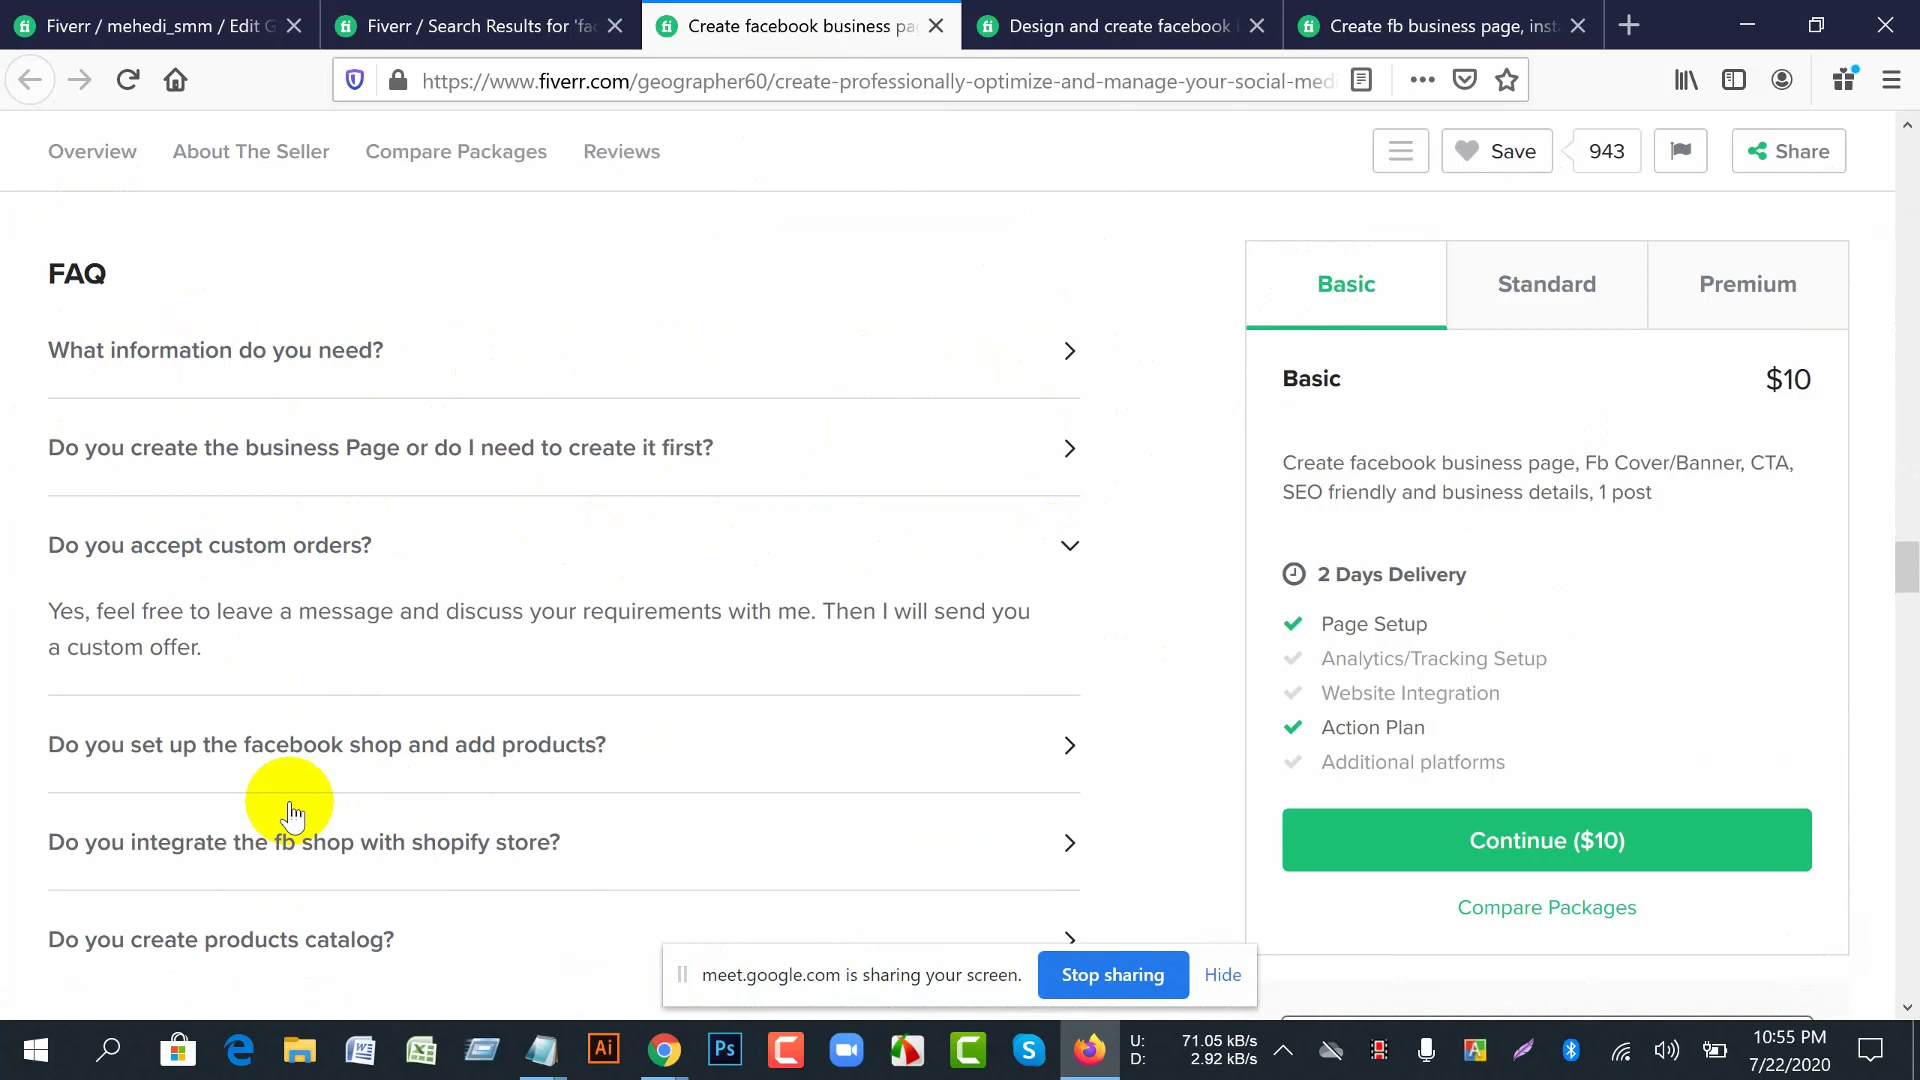 Fiverr / mehedi_smm / Edit G
Fiverr / Search Results for 'fac
Create facebook business pa
Design and create facebook
Create fb business page, inst
https://www.fiverr.com/geographer60/create-professionally-optimize-and-manage-your-social-med
Overview
About The Seller
Compare Packages
Reviews
Save
943
Share
FAQ
What information do you need?
Do you create the business Page or do I need to create it first?
Do you accept custom orders?
Yes, feel free to leave a message and discuss your requirements with me. Then I will send you
a custom offer.
Do you set up the facebook shop and add products?
Do you integrate the fb shop with shopify store?
Do you create products catalog?
Basic
Standard
Premium
Basic
$10
Create facebook business page, Fb Cover/Banner, CTA,
SEO friendly and business details, 1 post
2 Days Delivery
Page Setup
Analytics/Tracking Setup
Website Integration
Action Plan
Additional platforms
Continue ($10)
Compare Packages
meet.google.com is sharing your screen.
Stop sharing
Hide
Ai
Ps
U: 71.05 kB/s
D: 2.92 kB/s
10:55 PM
7/22/2020